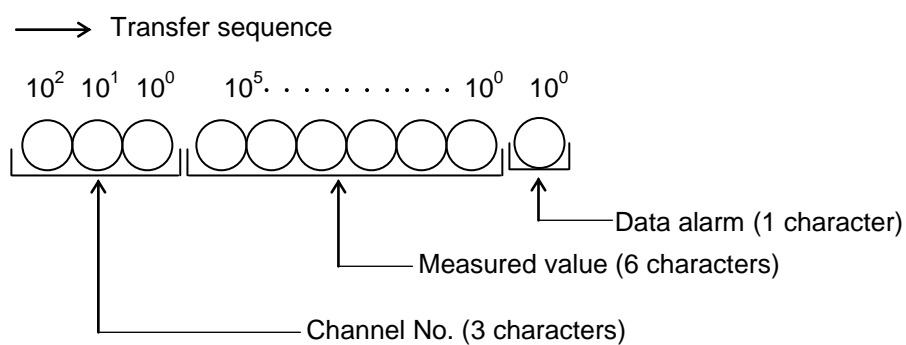 Transfer sequence
10² 10¹ 10⁰ 10⁵. . . . . . . . . . 10⁰ 10⁰
Data alarm (1 character)
Measured value (6 characters)
Channel No. (3 characters)